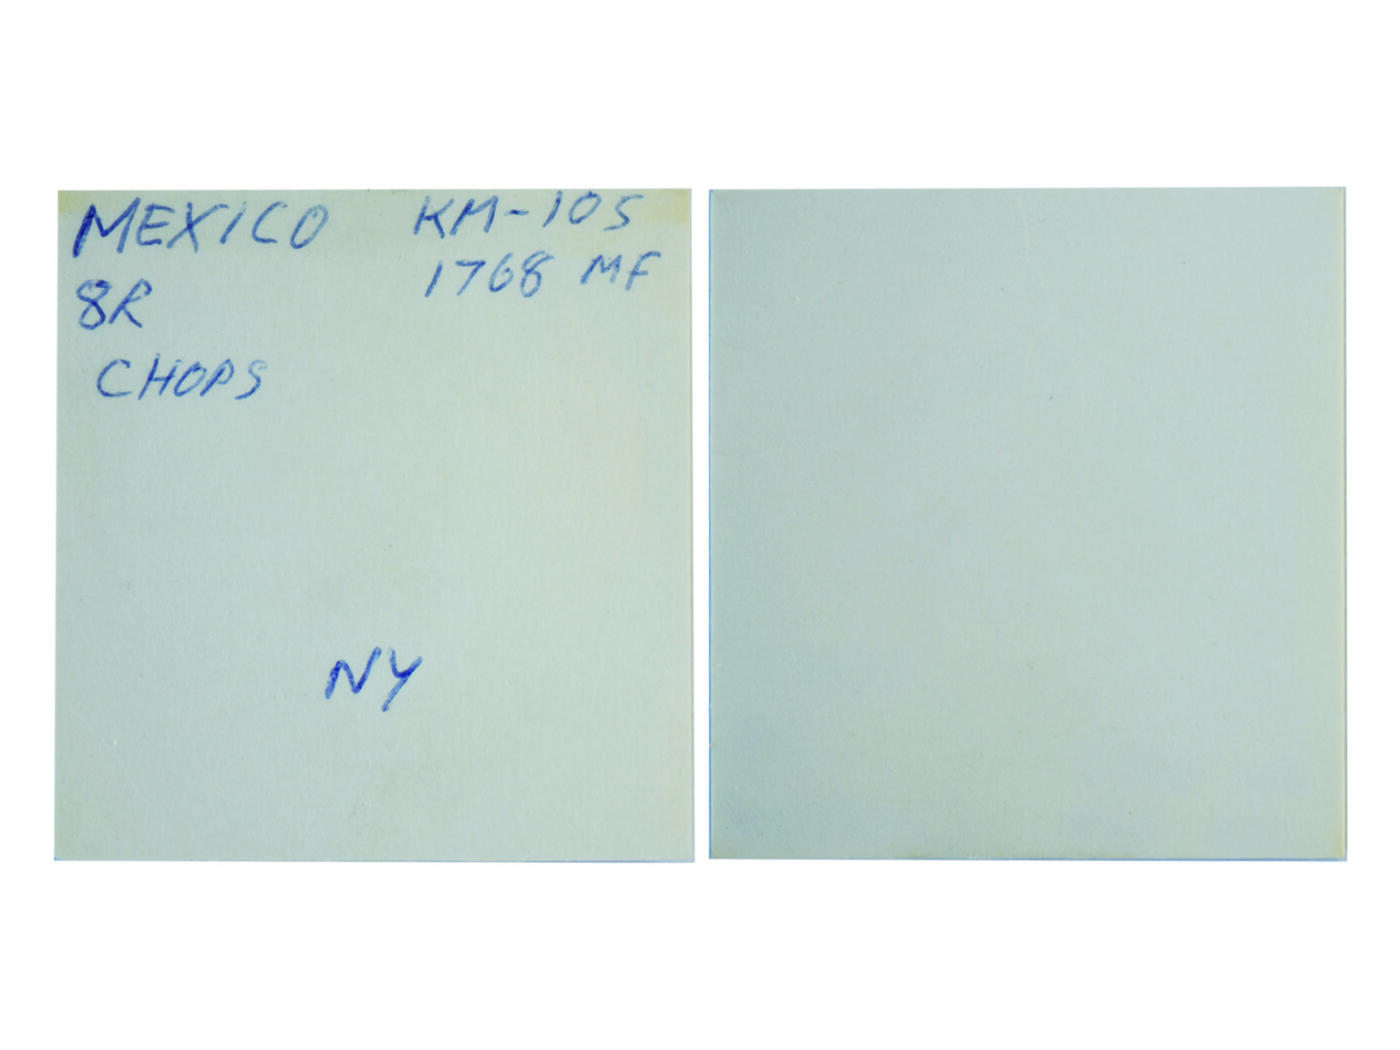 MEXICO KM-105
8R 1768 MF
CHOPS
NY